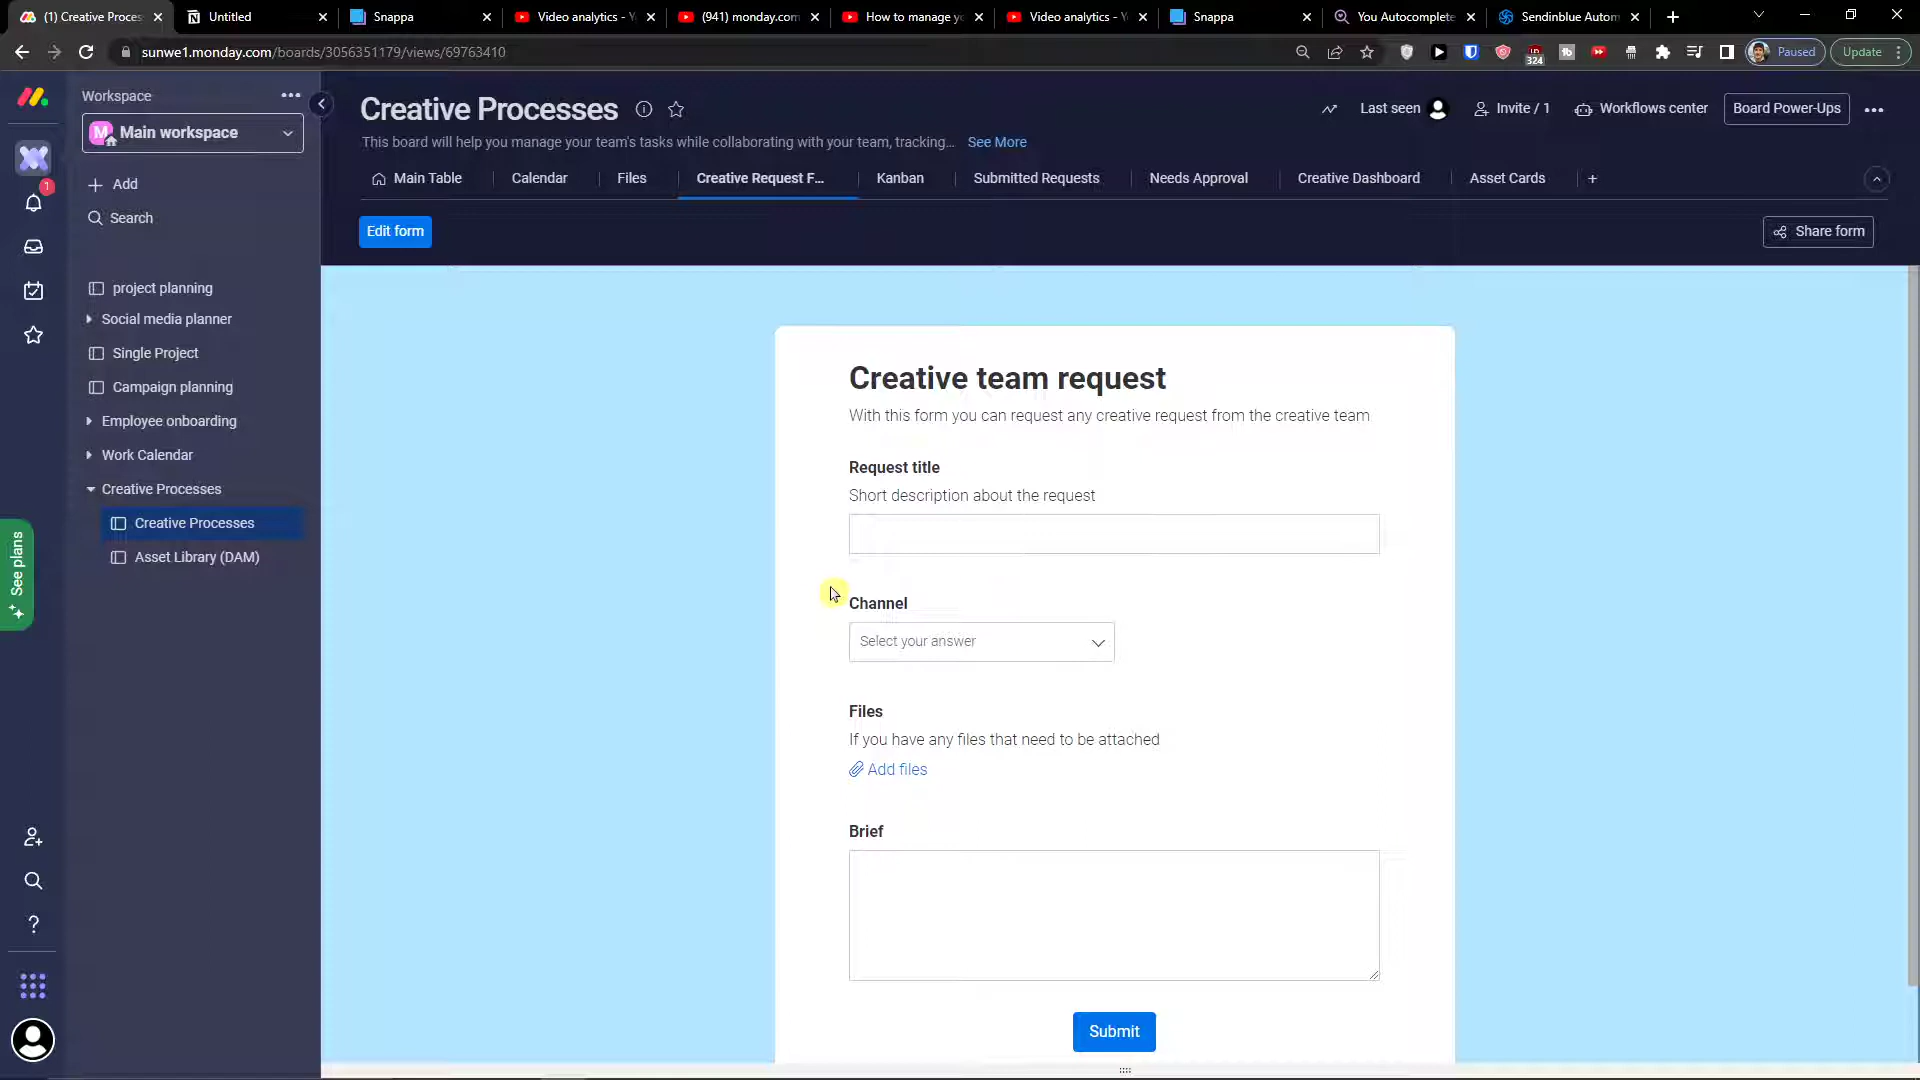 (1) Creative Proces
Untitled
Snappa
Video analytics - Y
(941) monday.com
How to manage yo
Video analytics - Y
Snappa
You Autocomplete
Sendinblue Autom
sunwe1.monday.com/boards/3056351179/views/69763410
324
Paused
Update
Workspace
M
Main workspace
Add
Search
project planning
Social media planner
Single Project
Campaign planning
Employee onboarding
Work Calendar
Creative Processes
Creative Processes
Asset Library (DAM)
1
See plans
Creative Processes
Last seen
Invite / 1
Workflows center
Board Power-Ups
This board will help you manage your team's tasks while collaborating with your team, tracking...
See More
Main Table
Calendar
Files
Creative Request F...
Kanban
Submitted Requests
Needs Approval
Creative Dashboard
Asset Cards
Edit form
Share form
Creative team request
With this form you can request any creative request from the creative team
Request title
Short description about the request
Channel
Select your answer
Files
If you have any files that need to be attached
Add files
Brief
Submit